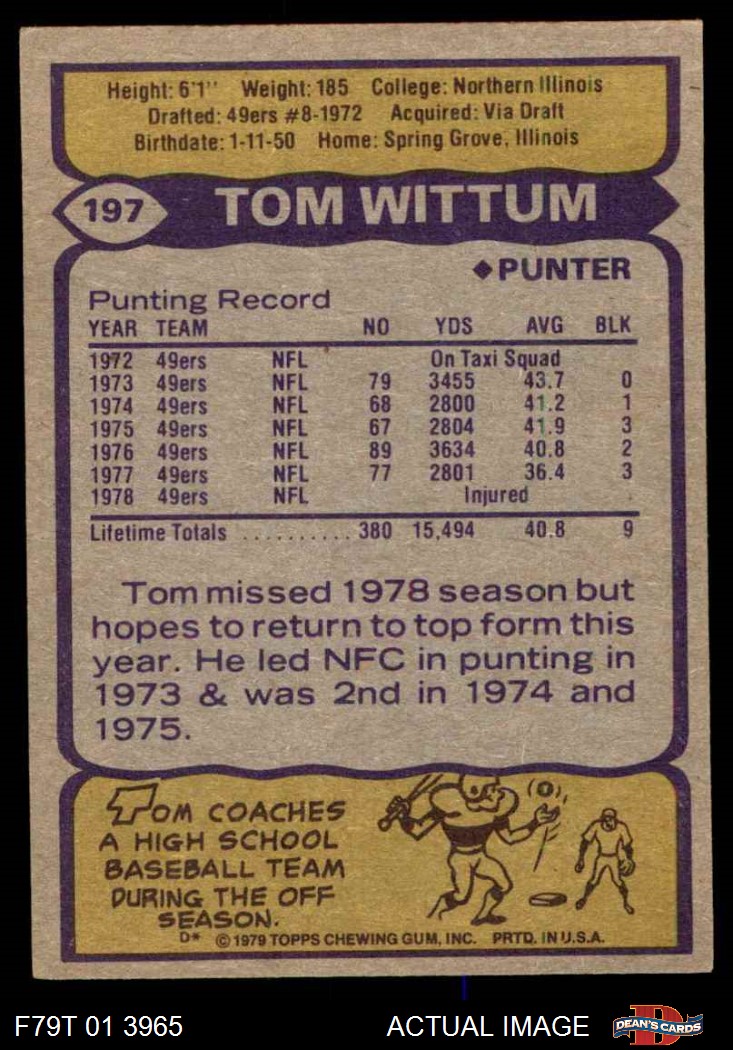 Height: 6'1" Weight: 185 College: Northern Illinois
Drafted: 49ers #8-1972 Acquired: Via Draft
Birthdate: 1-11-50 Home: Spring Grove, Illinois
197 TOM WITTUM
◆PUNTER
Punting Record
YEAR TEAM NO YDS AVG BLK
1972 49ers NFL On Taxi Squad
1973 49ers NFL 79 3455 43.7 0
1974 49ers NFL 68 2800 41.2 1
1975 49ers NFL 67 2804 41.9 3
1976 49ers NFL 89 3634 40.8 2
1977 49ers NFL 77 2801 36.4 3
1978 49ers NFL Injured
Lifetime Totals .......... 380 15,494 40.8 9
Tom missed 1978 season but
hopes to return to top form this
year. He led NFC in punting in
1973 & was 2nd in 1974 and
1975.
TOM COACHES
A HIGH SCHOOL
BASEBALL TEAM
DURING THE OFF
SEASON.
D* © 1979 TOPPS CHEWING GUM, INC. PRTD. IN U.S.A.
F79T 01 3965 ACTUAL IMAGE D DEAN'S CARDS